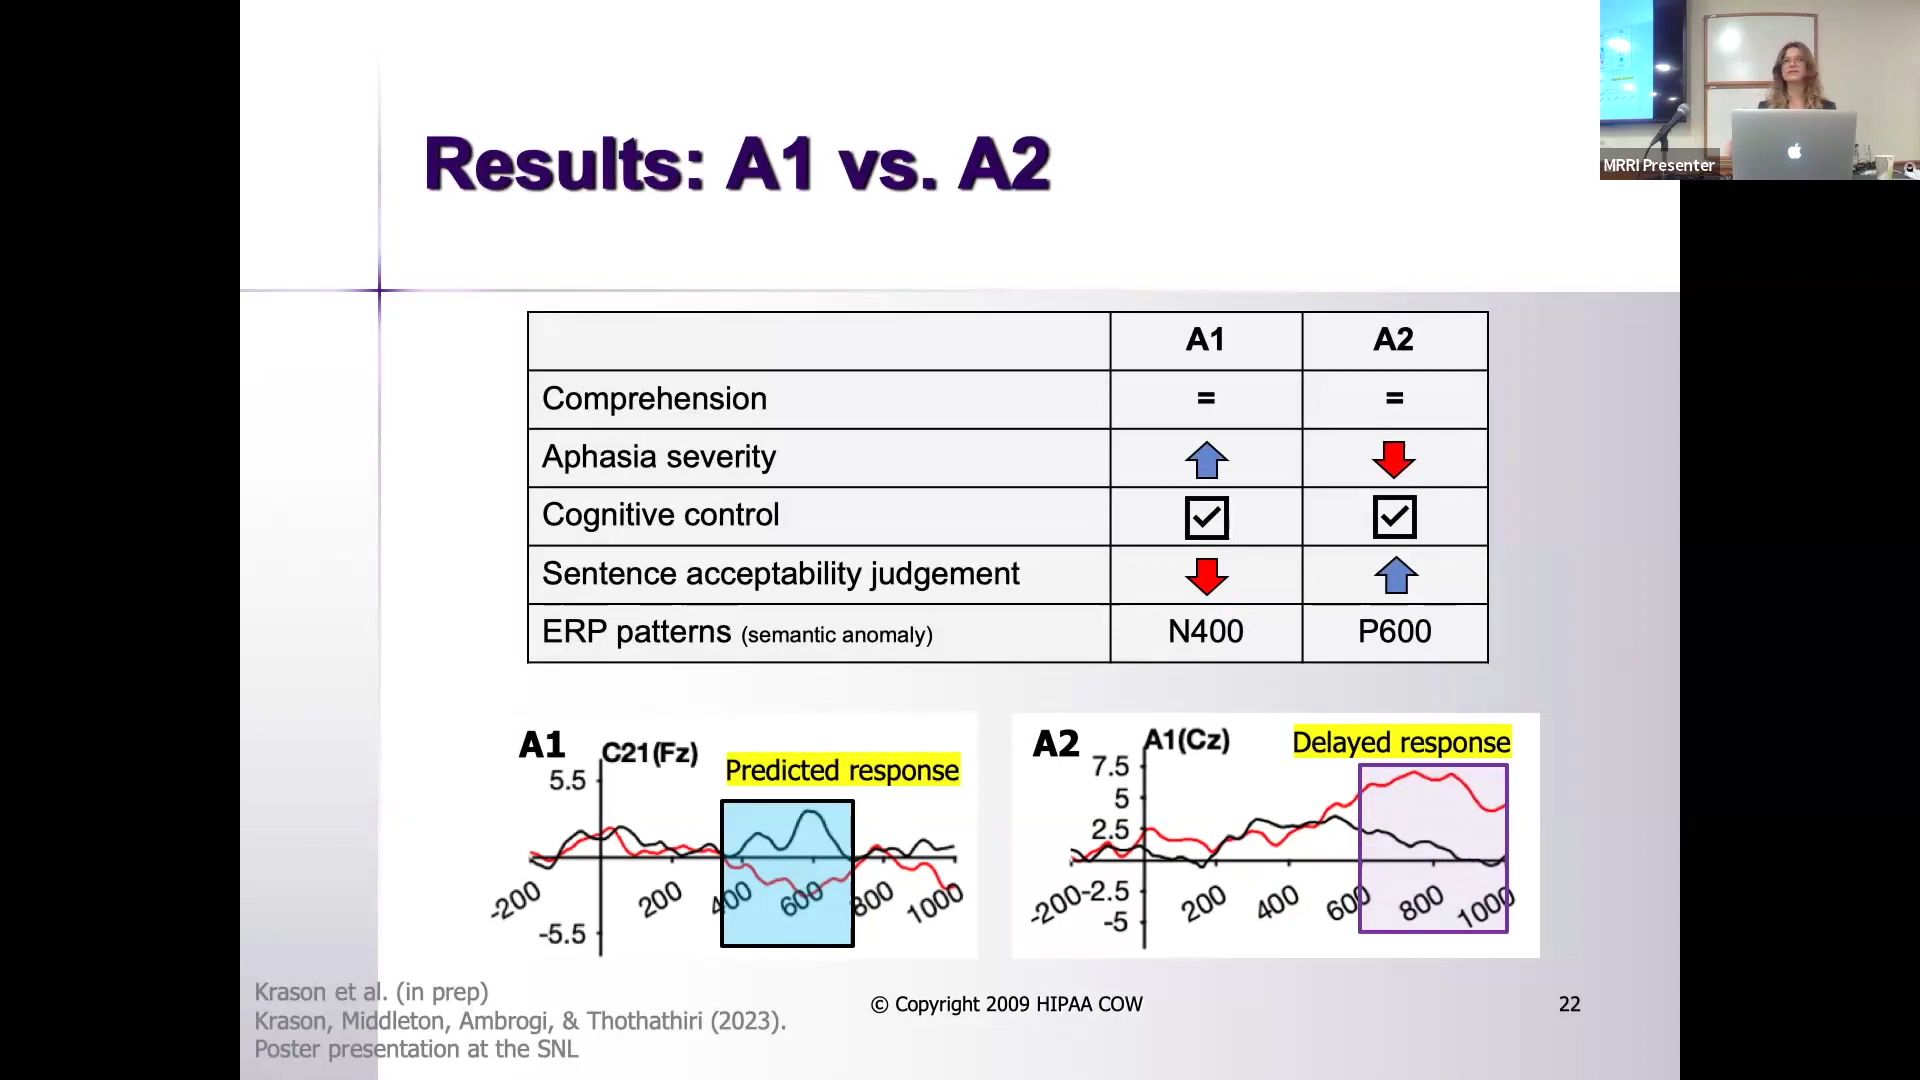 MRRI Presenter
Results: A1 vs. A2
A1 A2
Comprehension = =
Aphasia severity
Cognitive control
Sentence acceptability judgement
ERP patterns (semantic anomaly) N400 P600
A1 C21(Fz) Predicted response
5.5
-200 200 400 600 800 1000
-5.5
A2 A1(Cz) Delayed response
7.5
5
2.5
-200 200 400 600 800 1000
-2.5
-5
Krason et al. (in prep)
Krason, Middleton, Ambrogi, & Thothathiri (2023).
Poster presentation at the SNL
© Copyright 2009 HIPAA COW
22